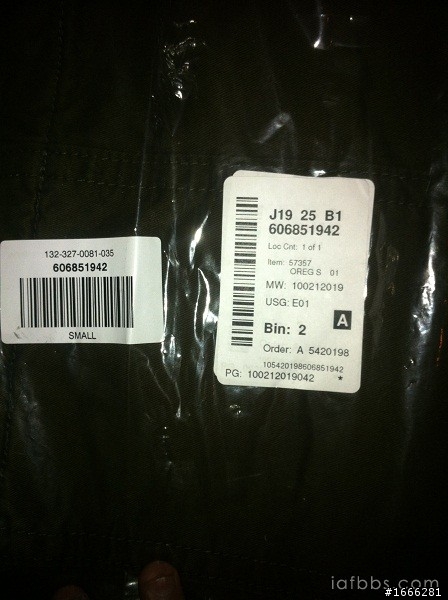 132-327-0081-035
606851942
SMALL
J19 25 B1
606851942
Loc Cnt: 1 of 1
Item: 57357
OREG S 01
MW: 100212019
USG: E01
A
Bin: 2
Order: A 5420198
105420198606851942
PG: 100212019042 *
iafbbs.com
#1666281